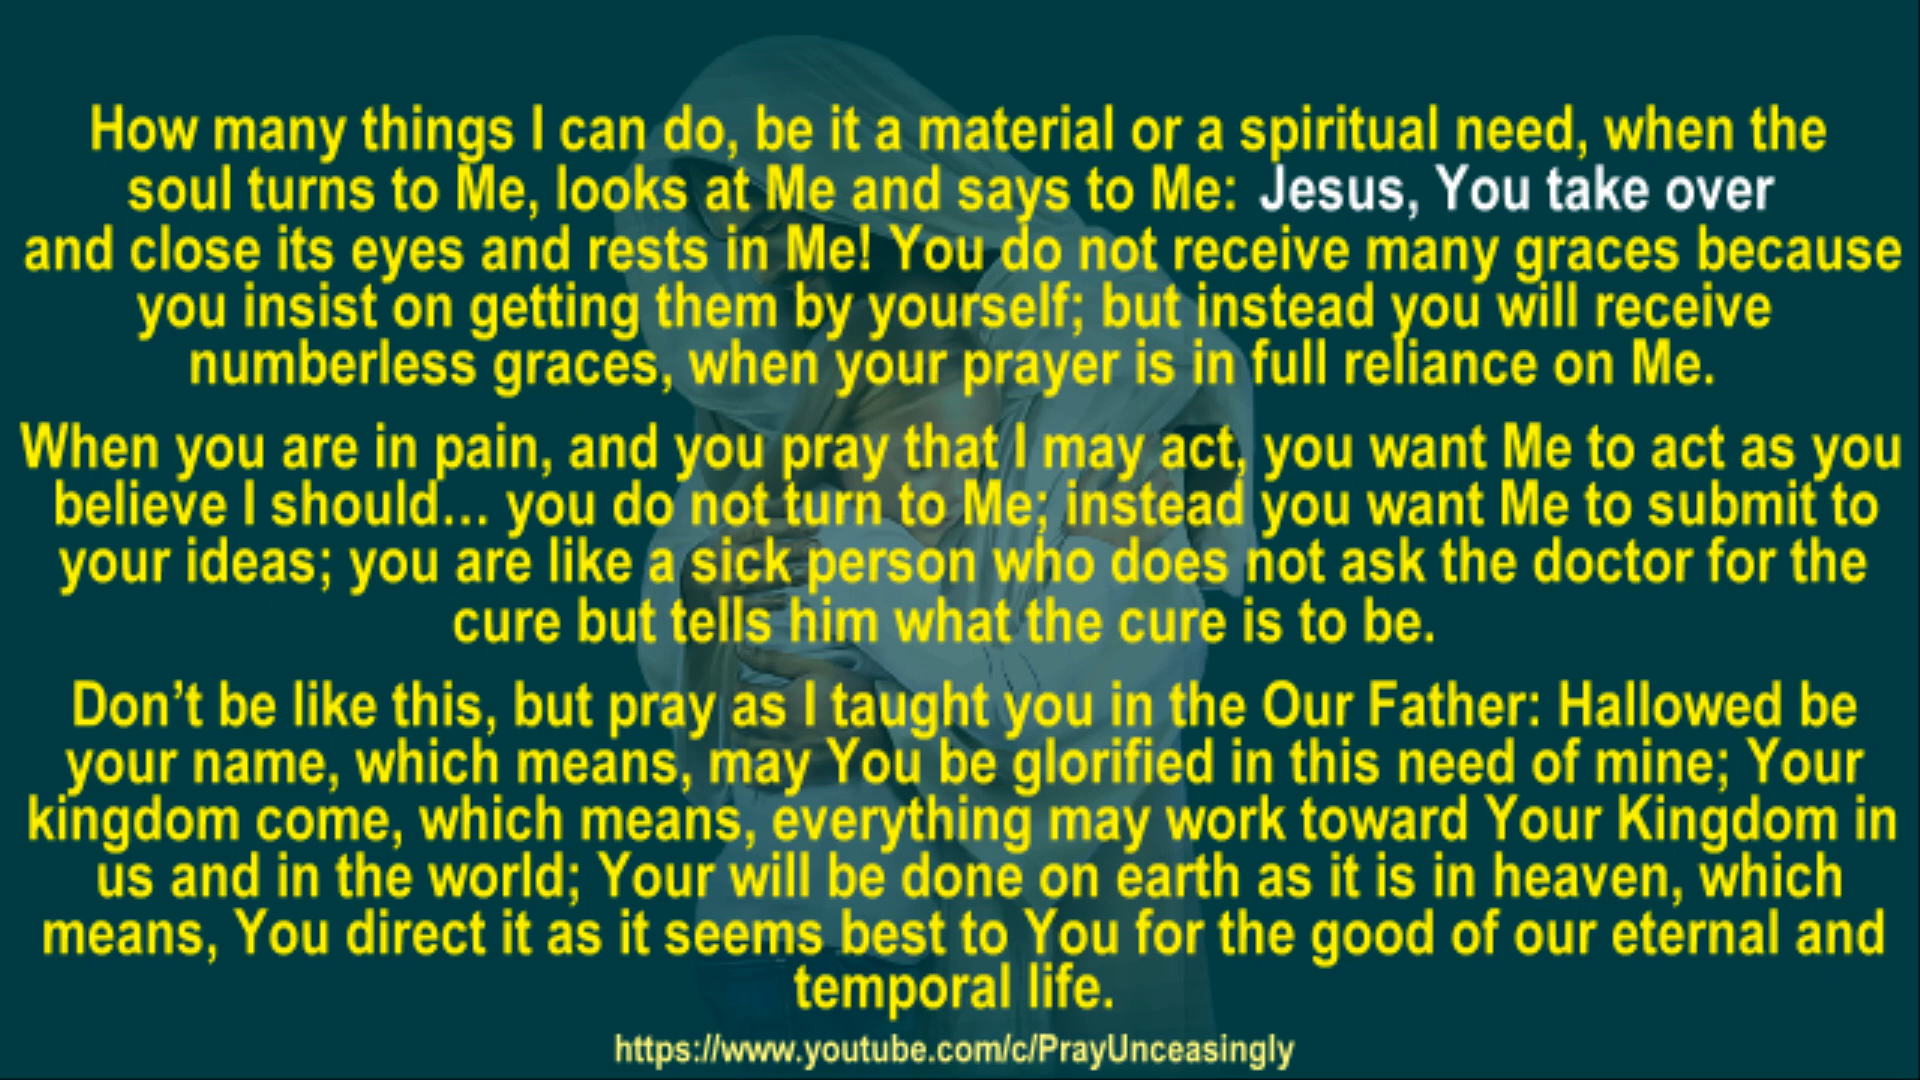 How many things I can do, be it a material or a spiritual need, when the
soul turns to Me, looks at Me and says to Me: Jesus, You take over
and close its eyes and rests in Me! You do not receive many graces because
you insist on getting them by yourself; but instead you will receive
numberless graces, when your prayer is in full reliance on Me.
When you are in pain, and you pray that I may act, you want Me to act as you
believe I should... you do not turn to Me; instead you want Me to submit to
your ideas; you are like a sick person who does not ask the doctor for the
cure but tells him what the cure is to be.
Don’t be like this, but pray as I taught you in the Our Father: Hallowed be
your name, which means, may You be glorified in this need of mine; Your
kingdom come, which means, everything may work toward Your Kingdom in
us and in the world; Your will be done on earth as it is in heaven, which
means, You direct it as it seems best to You for the good of our eternal and
temporal life.
https://www.youtube.com/c/PrayUnceasingly